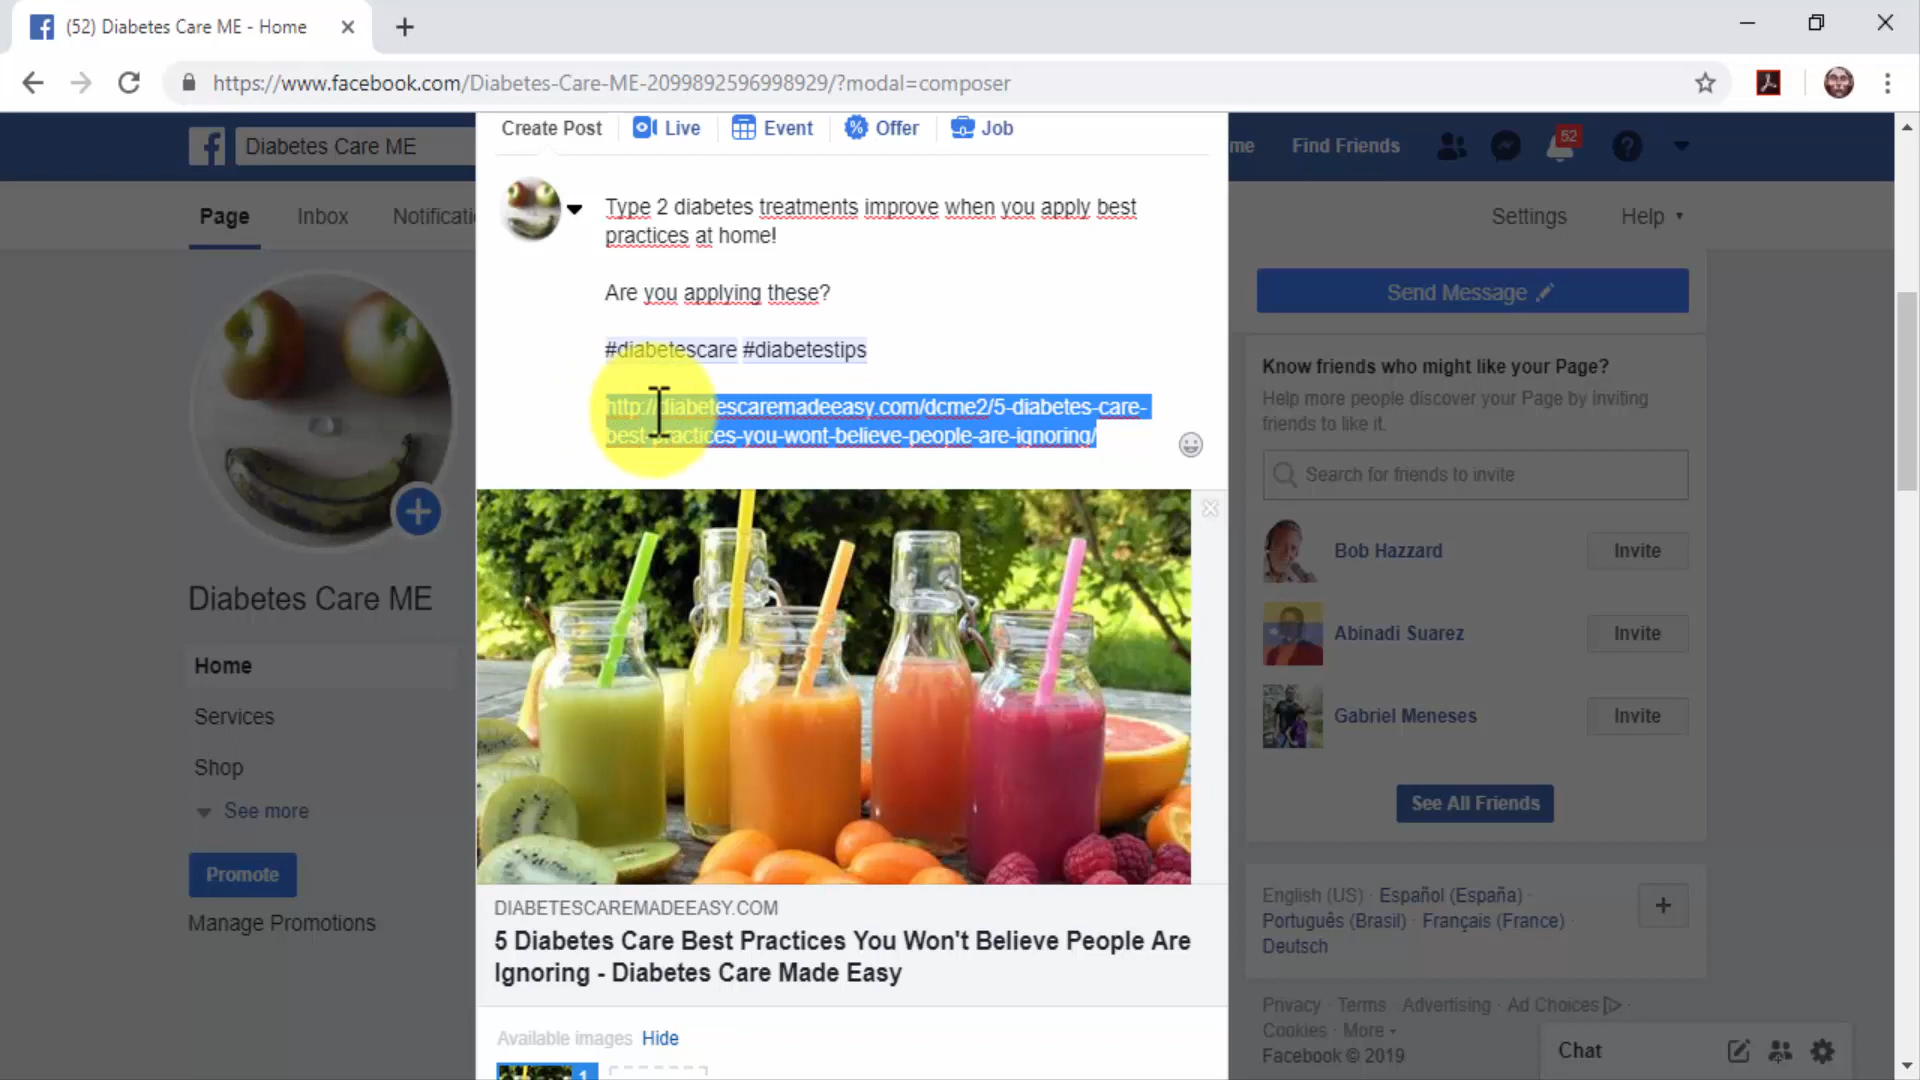 (52) Diabetes Care ME - Home
https://www.facebook.com/Diabetes-Care-ME-2099892596998929/?modal=composer
Create Post
Live
Event
Offer
Job
Diabetes Care ME
me
Find Friends
52
Page
Inbox
Notificati
Settings
Help
Type 2 diabetes treatments improve when you apply best
practices at home!
Are you applying these?
#diabetescare #diabetestips
http://diabetescaremadeeasy.com/dcme2/5-diabetes-care-
best-practices-you-wont-believe-people-are-ignoring/
DIABETESCAREMADEEASY.COM
5 Diabetes Care Best Practices You Won't Believe People Are
Ignoring - Diabetes Care Made Easy
Available images Hide
1
Diabetes Care ME
Home
Services
Shop
See more
Promote
Manage Promotions
Send Message
Know friends who might like your Page?
Help more people discover your Page by inviting
friends to like it.
Search for friends to invite
Bob Hazzard
Invite
Abinadi Suarez
Invite
Gabriel Meneses
Invite
See All Friends
English (US) · Español (España) ·
Português (Brasil) · Français (France) ·
Deutsch
Privacy · Terms · Advertising · Ad Choices ·
Cookies · More
Facebook © 2019
Chat